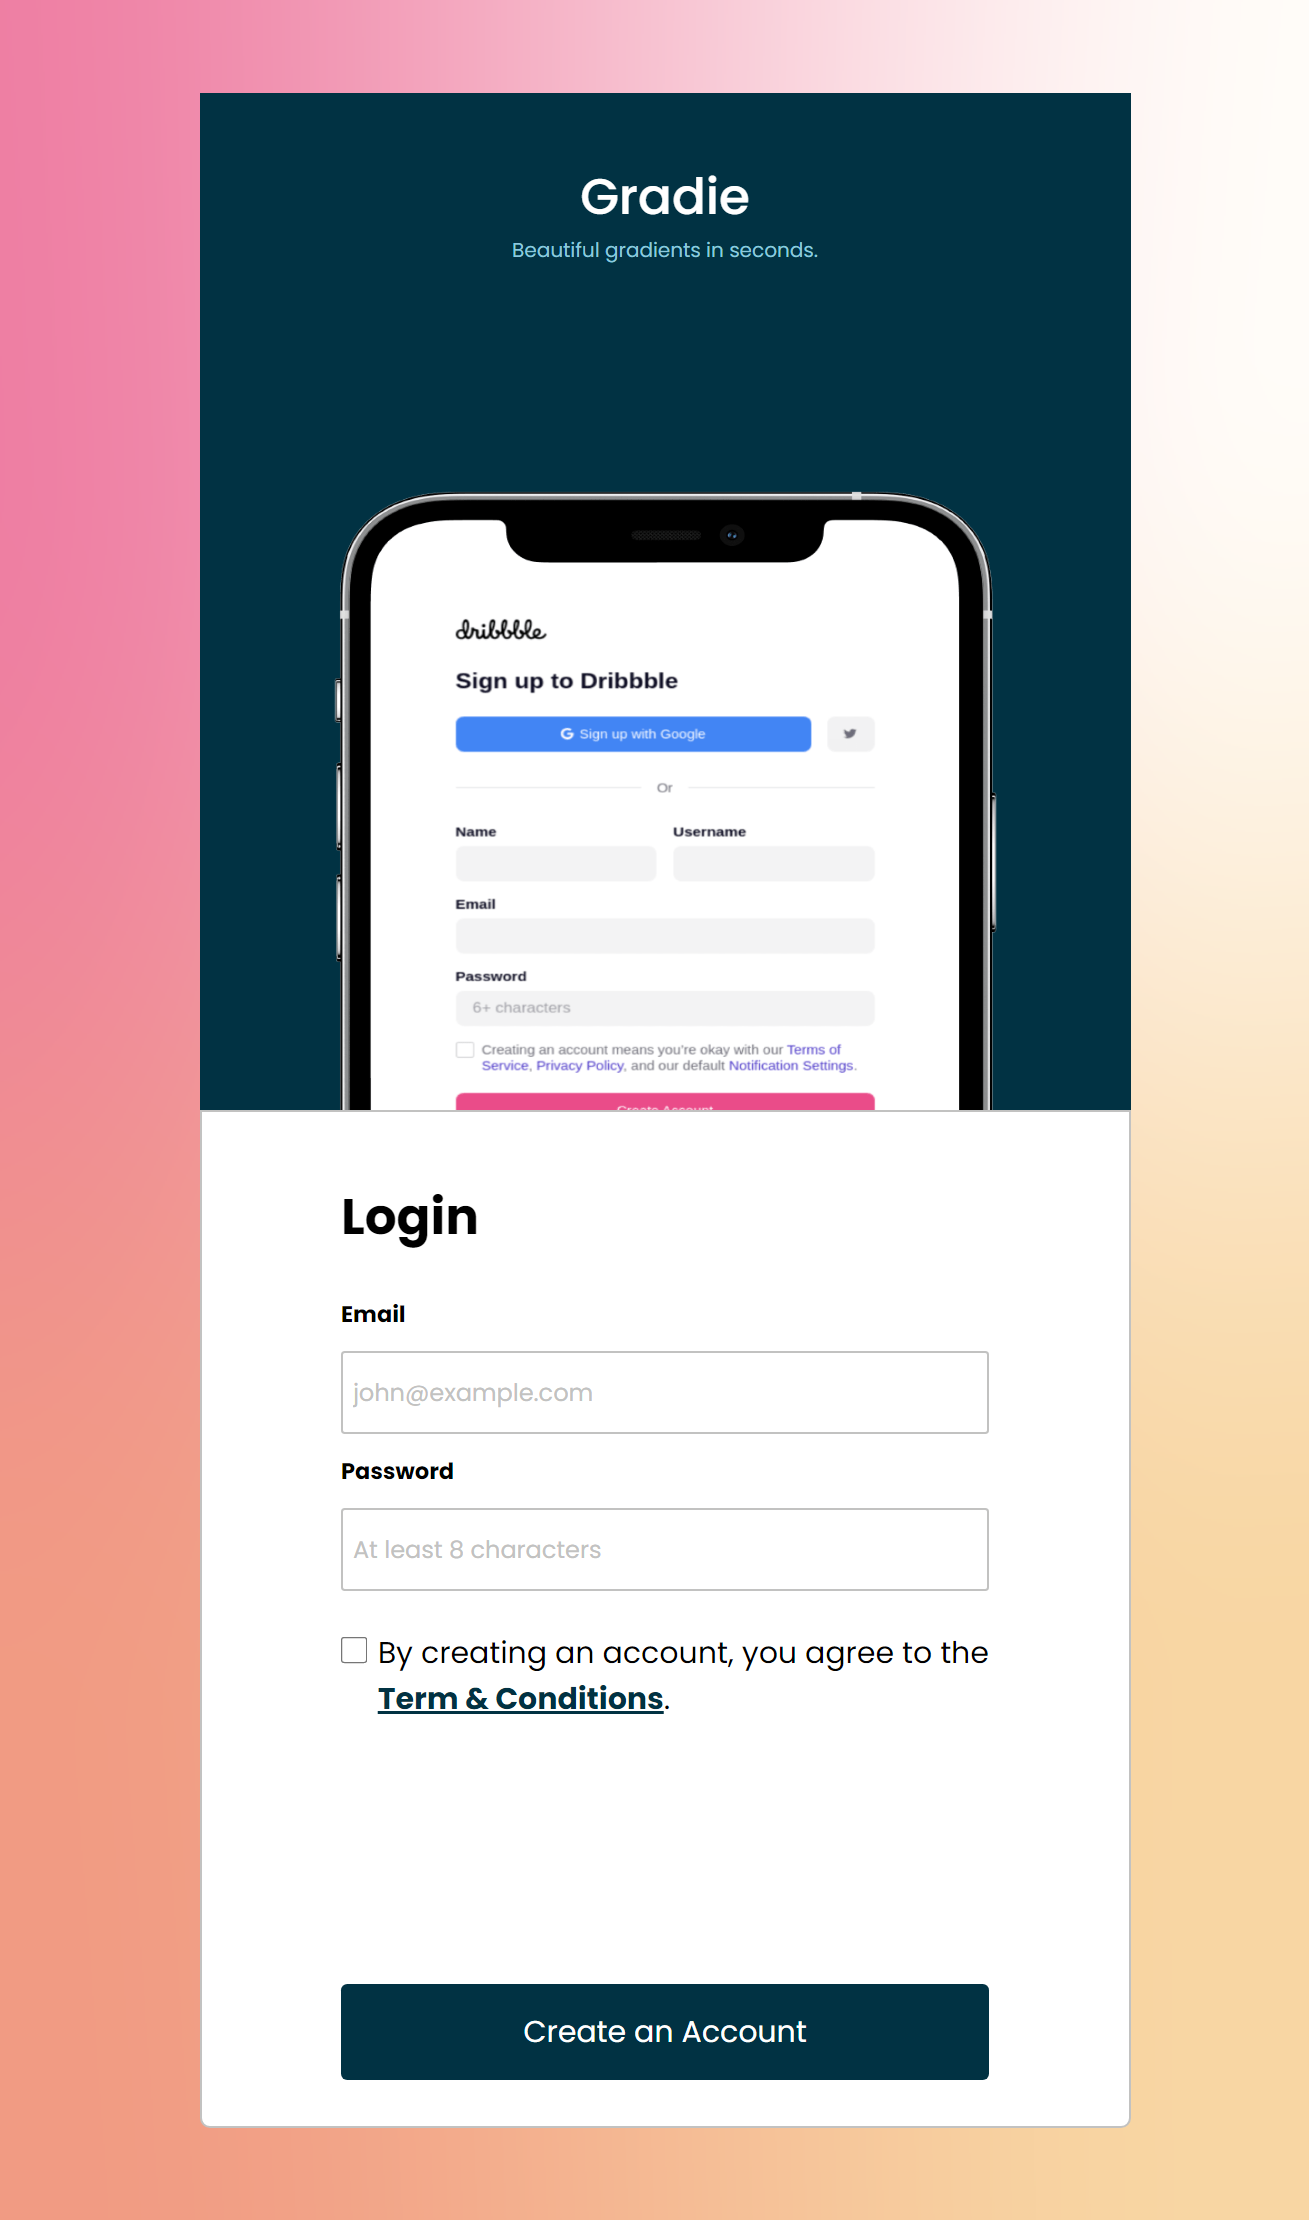 Gradie
Beautiful gradients in seconds.
dribbble
Sign up to Dribbble
Sign up with Google
Or
Name Username
Email
Password
6+ characters
Creating an account means you're okay with our Terms of
Service, Privacy Policy, and our default Notification Settings.
Create Account
Login
Email
john@example.com
Password
At least 8 characters
By creating an account, you agree to the
Term & Conditions.
Create an Account